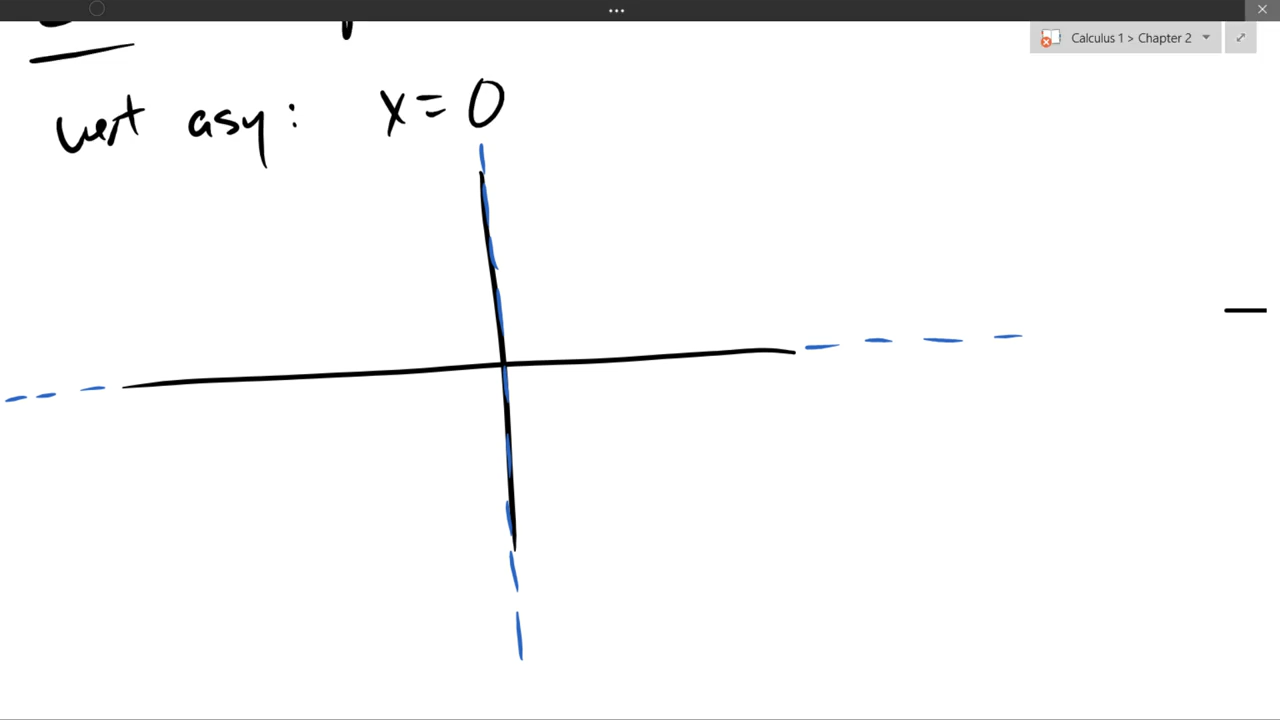 Calculus 1 > Chapter 2
vert asy: x = 0